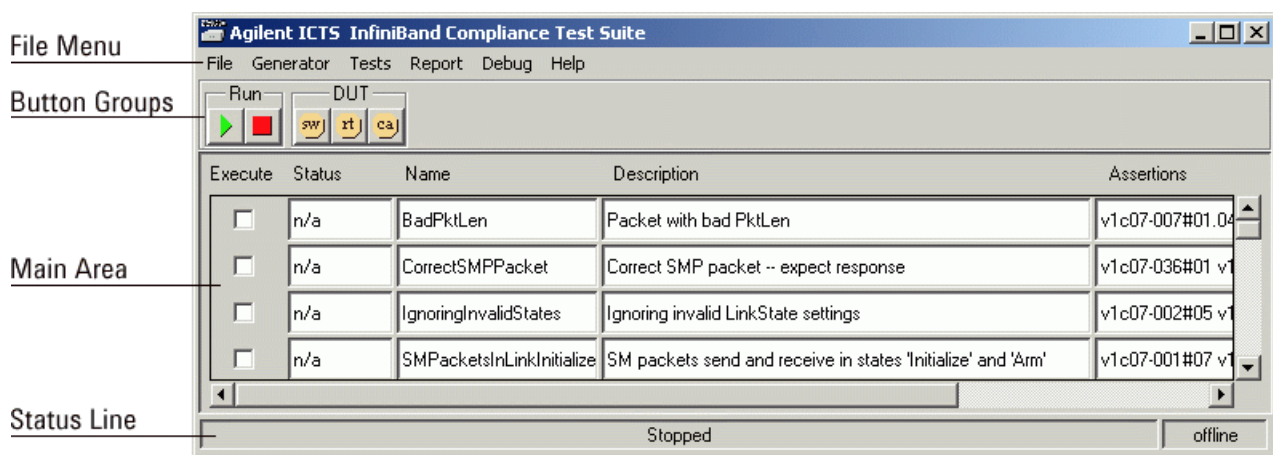 Agilent ICTS InfiniBand Compliance Test Suite
File Menu
File Generator Tests Report Debug Help
Button Groups
Run DUT
sw rt ca
Execute Status Name Description Assertions
n/a BadPktLen Packet with bad PktLen v1c07-007#01.04
Main Area
n/a CorrectSMPPacket Correct SMP packet -- expect response v1c07-036#01 v1
n/a IgnoringInvalidStates Ignoring invalid LinkState settings v1c07-002#05 v1
n/a SMPacketsInLinkInitialize SM packets send and receive in states 'Initialize' and 'Arm' v1c07-001#07 v1
Status Line
Stopped offline